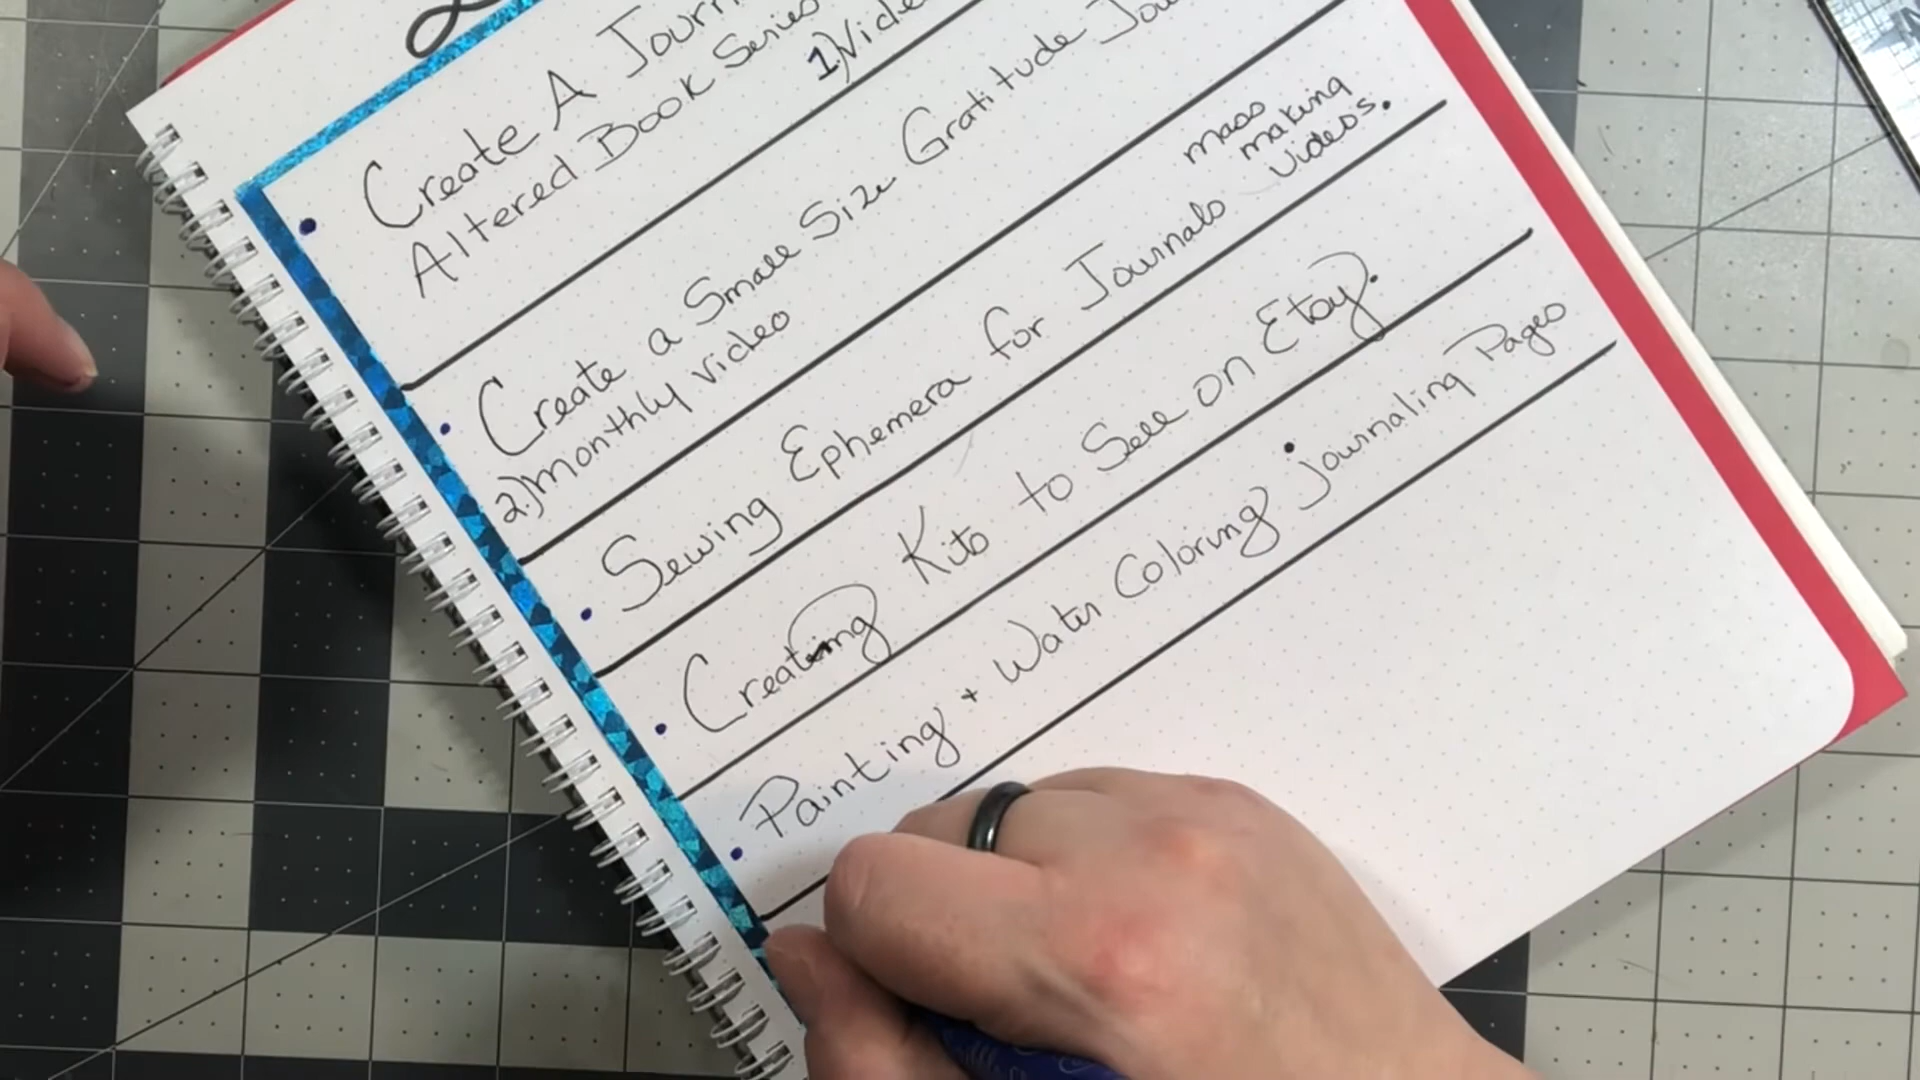 Create A Journ
Altered Book Series
1) Video
Create a Small Size Gratitude Jou
2) monthly video
Sewing Ephemera for Journals
mass
making
Videos.
Creating Kits to Sell on Etsy.
Painting + Water Coloring Journaling Pages